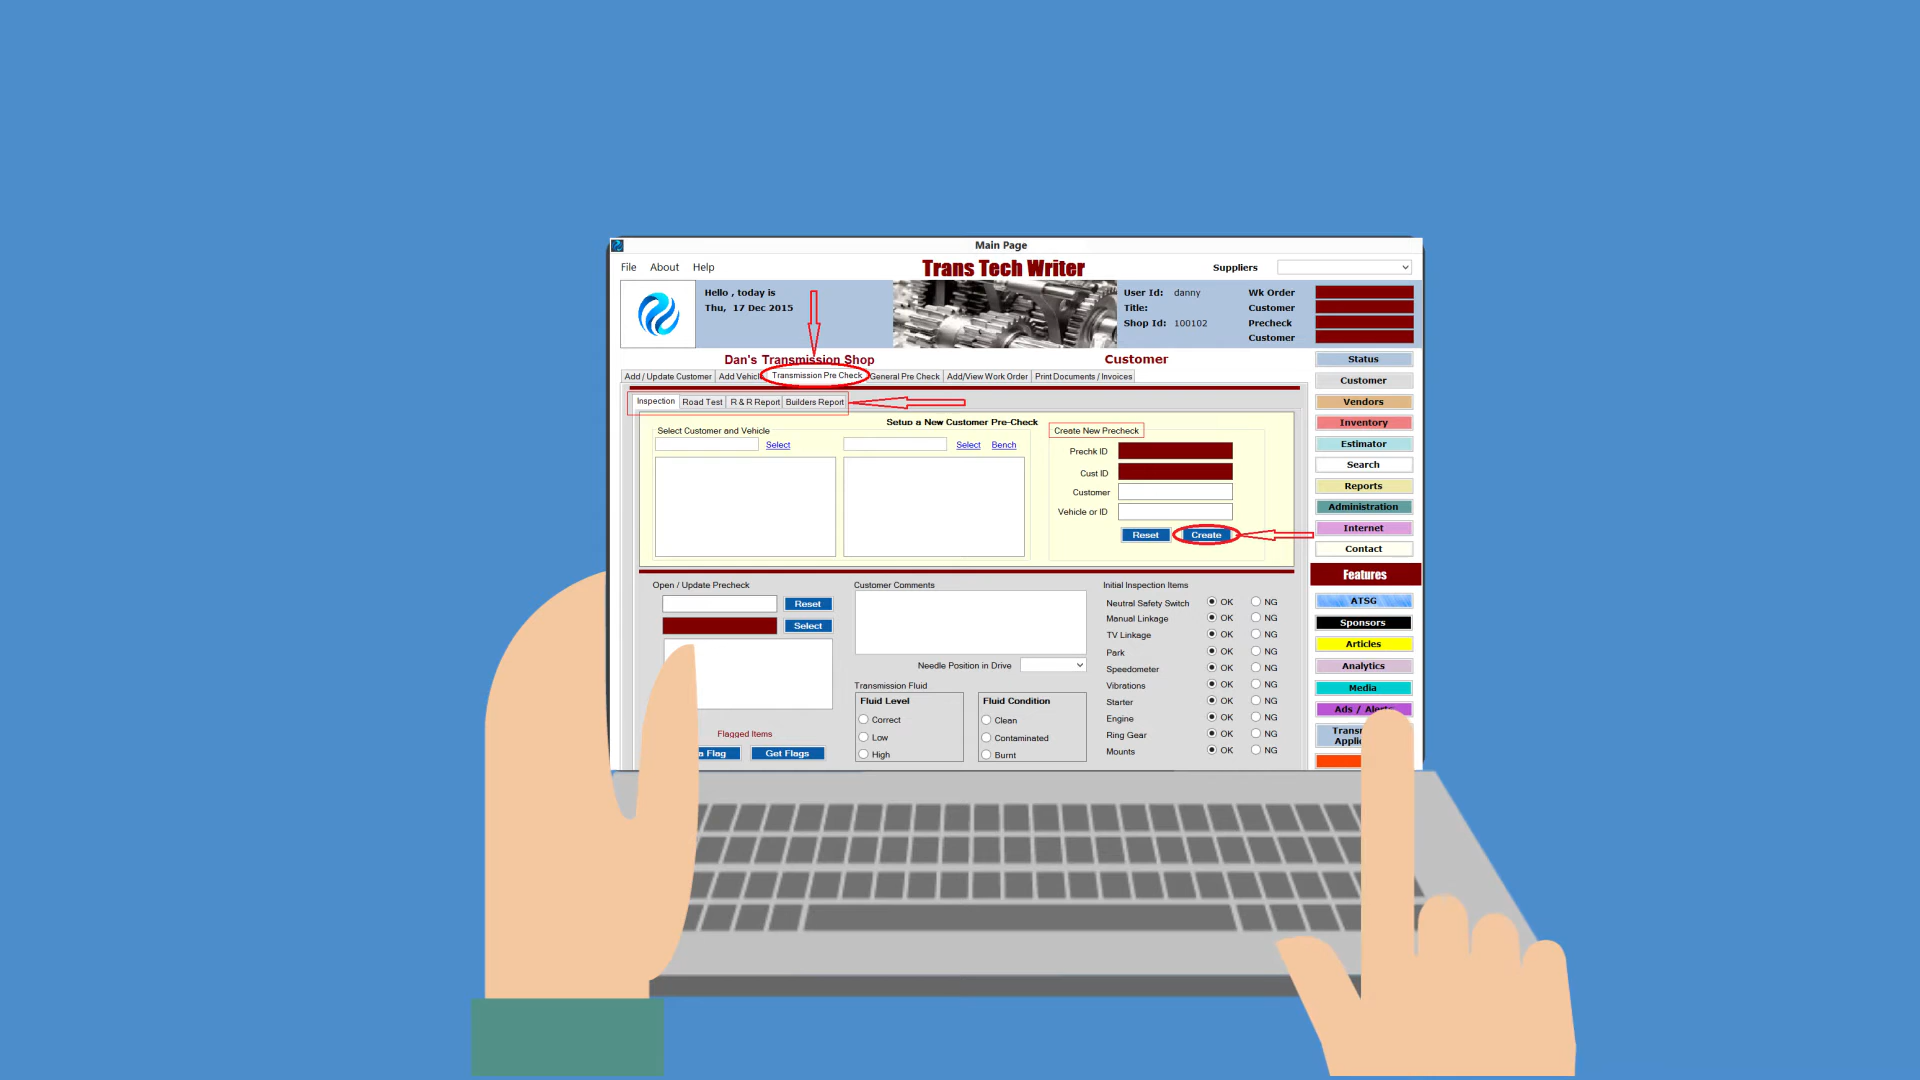 Main Page
File About Help
Trans Tech Writer
Suppliers
Hello , today is
Thu, 17 Dec 2015
User Id: danny
Title:
Shop Id: 100102
Wk Order
Customer
Precheck
Customer
Dan's Transmission Shop
Customer
Add / Update Customer
Transmission Pre Check
General Pre Check
Add/View Work Order
Print Documents / Invoices
Inspection
Road Test
R & R Report
Builders Report
Setup a New Customer Pre-Check
Select Customer and Vehicle
Select
Select
Bench
Create New Precheck
Prechk ID
Cust ID
Customer
Vehicle or ID
Reset
Create
Open / Update Precheck
Reset
Select
Flagged Items
a Flag
Get Flags
Customer Comments
Needle Position in Drive
Transmission Fluid
Fluid Level
Correct
Low
High
Fluid Condition
Clean
Contaminated
Burnt
Initial Inspection Items
Neutral Safety Switch OK NG
Manual Linkage OK NG
TV Linkage OK NG
Park OK NG
Speedometer OK NG
Vibrations OK NG
Starter OK NG
Engine OK NG
Ring Gear OK NG
Mounts OK NG
Status
Customer
Vendors
Inventory
Estimator
Search
Reports
Administration
Internet
Contact
Features
ATSG
Sponsors
Articles
Analytics
Media
Ads / Alerts